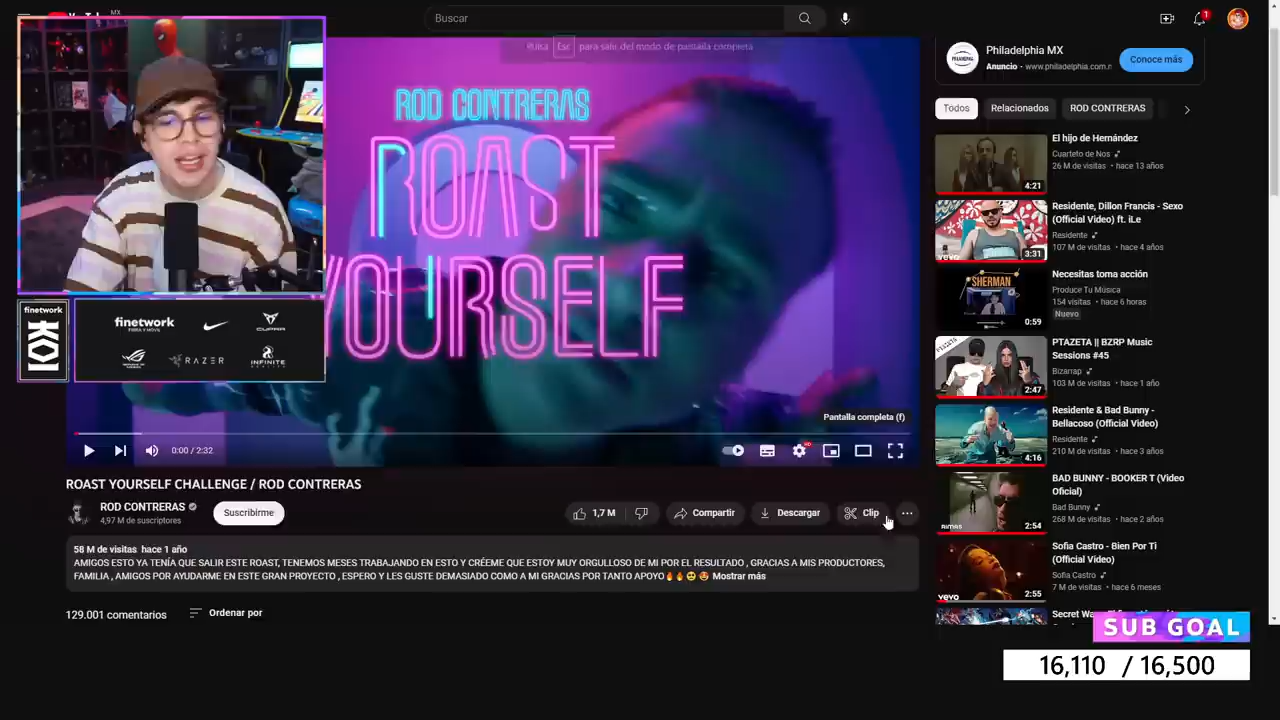 MX
Buscar
Pulsa Esc para salir del modo de pantalla completa
ROD CONTRERAS
ROAST
YOURSELF
finetwork
KOI
finetwork
FIBRA Y MÓVIL
CUPRA
RAZER
INFINITE
Pantalla completa (f)
0:00 / 2:32
ROAST YOURSELF CHALLENGE / ROD CONTRERAS
ROD CONTRERAS
4,97 M de suscriptores
Suscribirme
1,7 M
Compartir
Descargar
Clip
58 M de visitas hace 1 año
AMIGOS ESTO YA TENÍA QUE SALIR ESTE ROAST, TENEMOS MESES TRABAJANDO EN ESTO Y CRÉEME QUE ESTOY MUY ORGULLOSO DE MI POR EL RESULTADO , GRACIAS A MIS PRODUCTORES,
FAMILIA , AMIGOS POR AYUDARME EN ESTE GRAN PROYECTO , ESPERO Y LES GUSTE DEMASIADO COMO A MI GRACIAS POR TANTO APOYO🔥🔥🥺🤩 Mostrar más
129.001 comentarios
Ordenar por
1
Philadelphia MX
Anuncio · www.philadelphia.com.m
Conoce más
Todos
Relacionados
ROD CONTRERAS
El hijo de Hernández
Cuarteto de Nos
26 M de visitas · hace 13 años
4:21
Residente, Dillon Francis - Sexo
(Official Video) ft. iLe
Residente
107 M de visitas · hace 4 años
vevo
3:31
Necesitas toma acción
Produce Tu Música
154 visitas · hace 6 horas
Nuevo
SHERMAN
0:59
PTAZETA || BZRP Music
Sessions #45
Bizarrap
103 M de visitas · hace 1 año
PTAZETA
2:47
Residente & Bad Bunny -
Bellacoso (Official Video)
Residente
210 M de visitas · hace 3 años
4:16
BAD BUNNY - BOOKER T (Video
Oficial)
Bad Bunny
268 M de visitas · hace 2 años
RIMAS
2:54
Sofia Castro - Bien Por Ti
(Official Video)
Sofia Castro
7 M de visitas · hace 6 meses
vevo
2:55
SUB GOAL
16,110 / 16,500